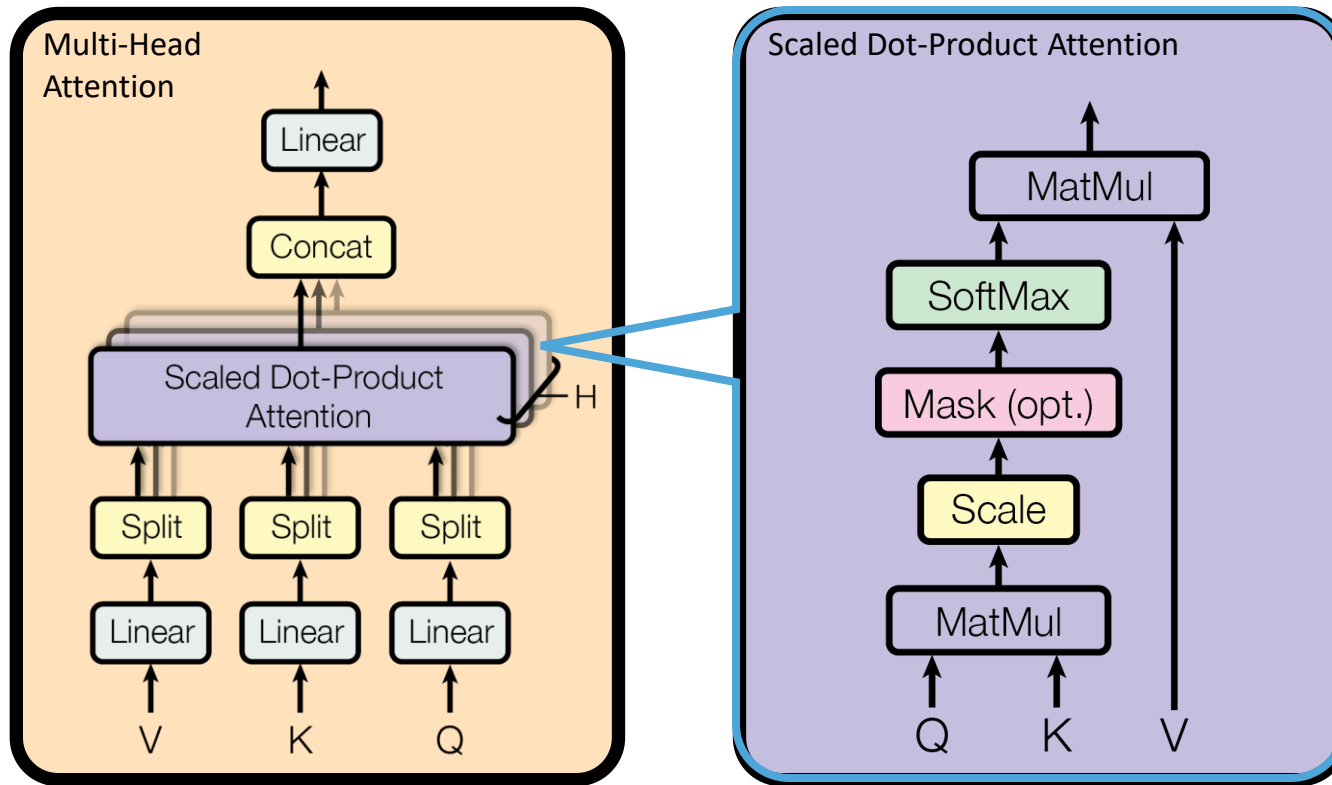 Multi-Head
Attention
Linear
Concat
Scaled Dot-Product
Attention
H
Split
Split
Split
Linear
Linear
Linear
V
K
Q
Scaled Dot-Product Attention
MatMul
SoftMax
Mask (opt.)
Scale
MatMul
Q
K
V